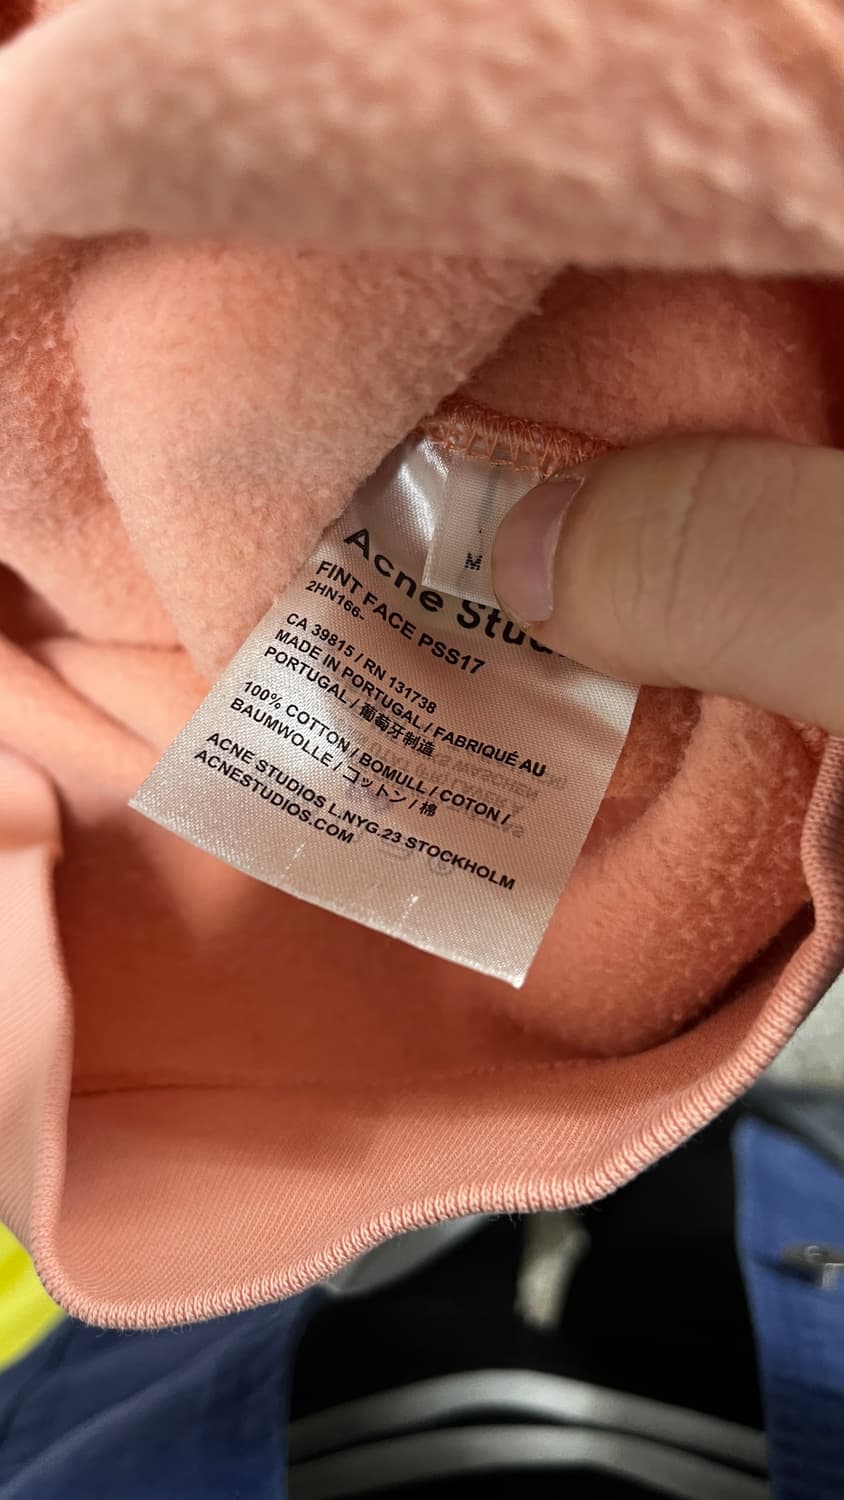 M
Acne Stu
FINT FACE PSS17
2HN166-
CA 39815 / RN 131738
MADE IN PORTUGAL / FABRIQUÉ AU
PORTUGAL / 葡萄牙制造
100% COTTON / BOMULL / COTON /
BAUMWOLLE / コットン / 棉
ACNE STUDIOS L.NYG.23 STOCKHOLM
ACNESTUDIOS.COM